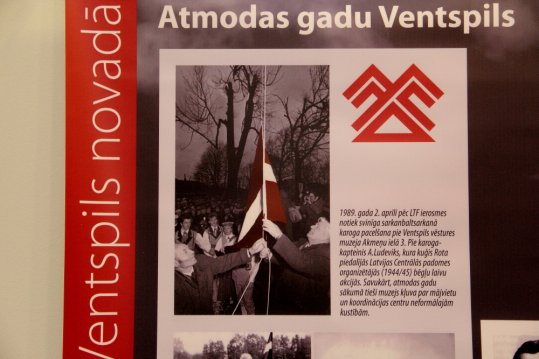 Atmodas gadu Ventspils
Ventspils novadā
1989. gada 2. aprīlī pēc LTF ierosmes
notiek svinīga sarkanbaltsarkanā
karoga pacelšana pie Ventspils vēstures
muzeja Akmeņu ielā 3. Pie karoga-
kapteinis A.Ludeviks, kura kuģis Rota
piedalījās Latvijas Centrālās padomes
organizētājās (1944/45) bēgļu laivu
akcijās. Savukārt, atmodas gadu
sākumā tieši muzejs kļuva par mājvietu
un koordinācijas centru neformālajām
kustībām.